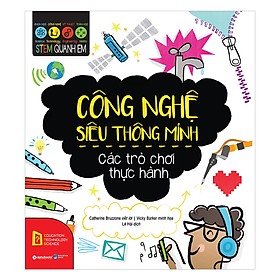 STEM QUANH EM
CÔNG NGHỆ
SIÊU THÔNG MINH
Các trò chơi
thực hành
Catherine Bruzzone viết lời | Vicky Barker minh họa
Lê Hải dịch
EDUCATION
TECHNOLOGY
SCIENCE